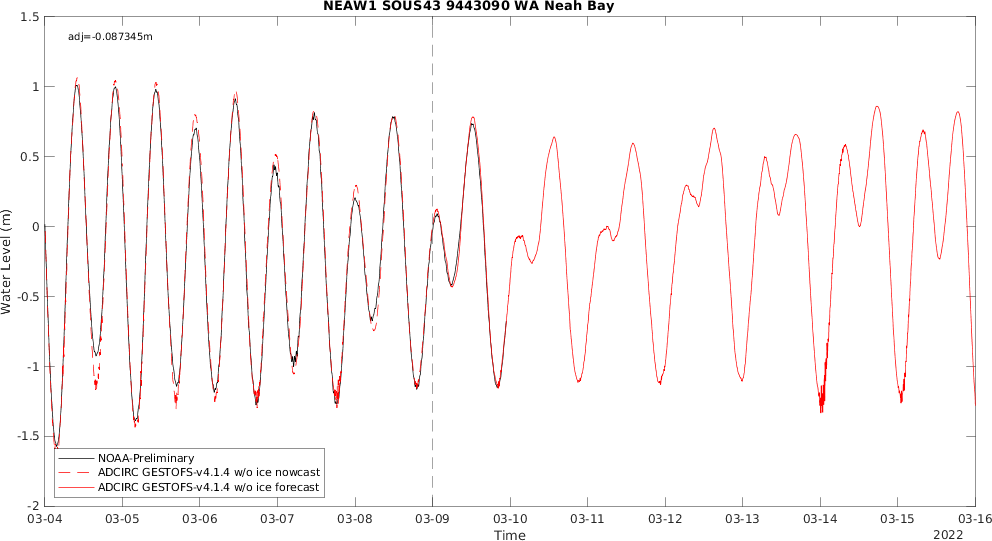 NEAW1 SOUS43 9443090 WA Neah Bay
adj=-0.087345m
1.5
1
0.5
0
-0.5
-1
-1.5
-2
Water Level (m)
NOAA-Preliminary
ADCIRC GESTOFS-v4.1.4 w/o ice nowcast
ADCIRC GESTOFS-v4.1.4 w/o ice forecast
03-04 03-05 03-06 03-07 03-08 03-09 03-10 03-11 03-12 03-13 03-14 03-15 03-16
Time
2022